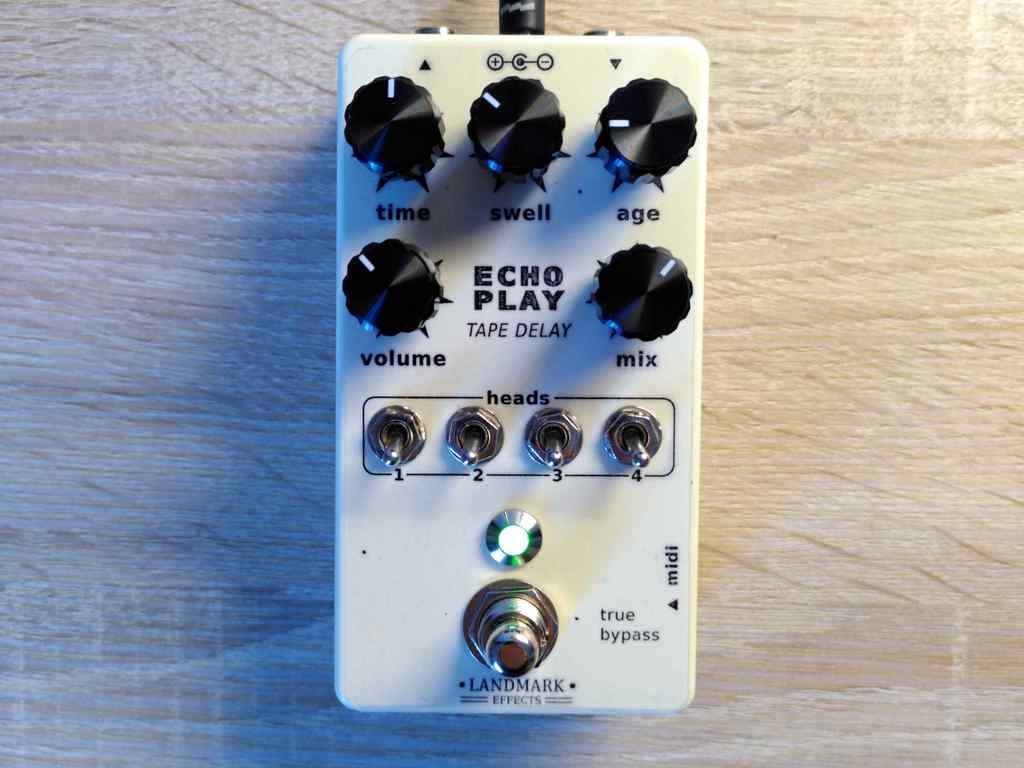 time swell age
ECHO
PLAY
TAPE DELAY
volume mix
heads
1 2 3 4
midi
true
bypass
LANDMARK
EFFECTS